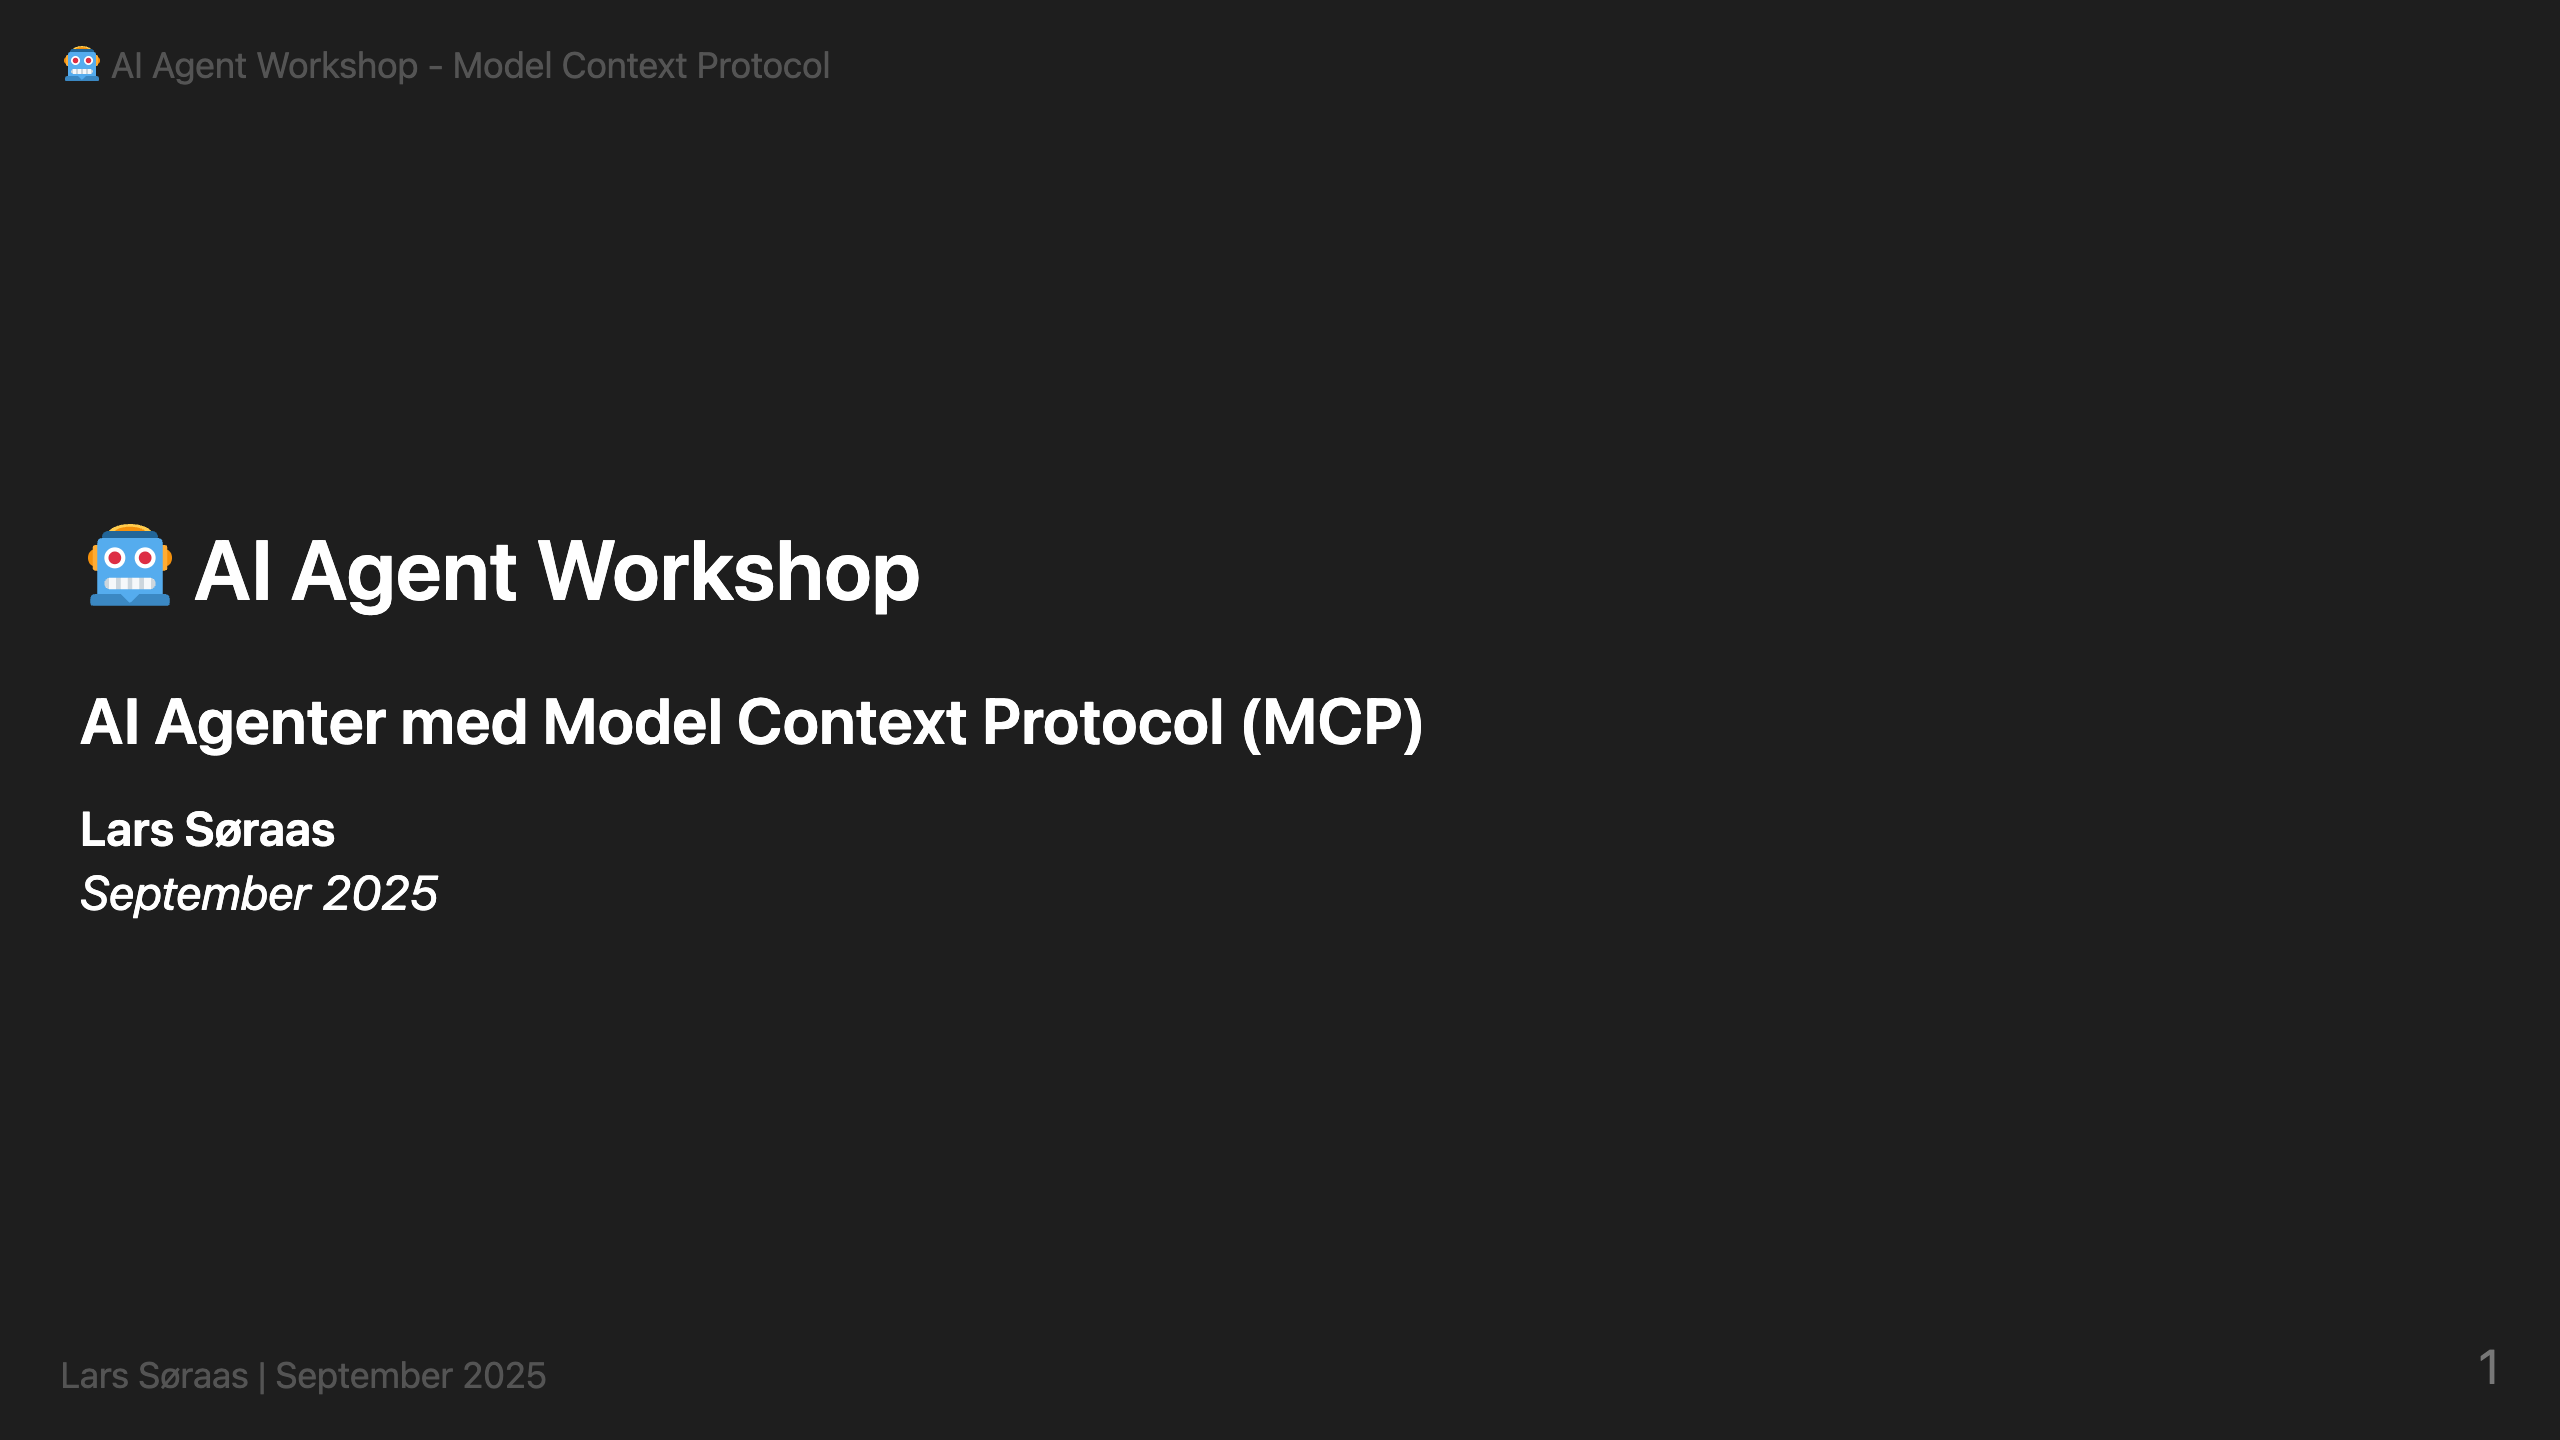 🤖 AI Agent Workshop - Model Context Protocol
🤖 AI Agent Workshop
AI Agenter med Model Context Protocol (MCP)
Lars Søraas
September 2025
Lars Søraas | September 2025
1